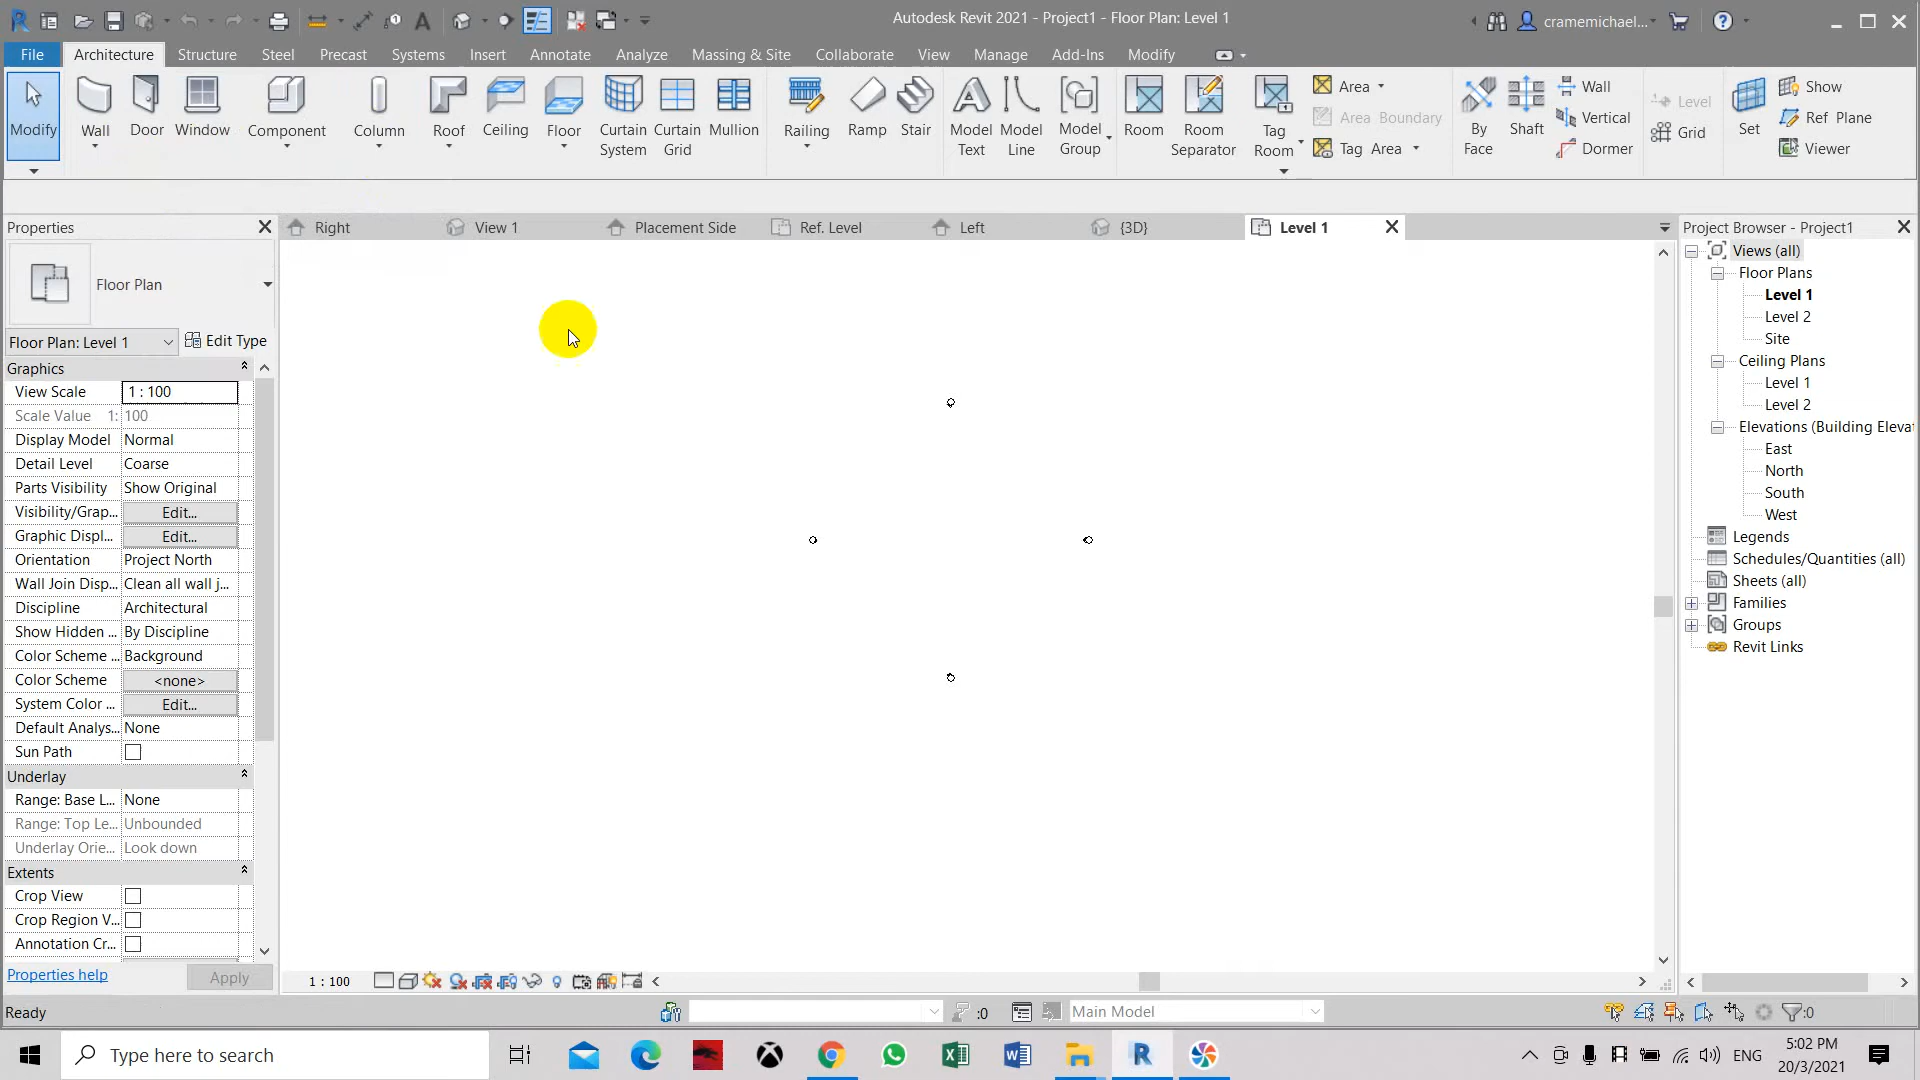 Autodesk Revit 2021 - Project1 - Floor Plan: Level 1
cramemichael...
File Architecture Structure Steel Precast Systems Insert Annotate Analyze Massing & Site Collaborate View Manage Add-Ins Modify
Modify Wall Door Window Component Column Roof Ceiling Floor Curtain System Curtain Grid Mullion Railing Ramp Stair Model Text Model Line Model Group Room Room Separator Tag Room
Area
Area Boundary
Tag Area
By Face Shaft
Wall
Vertical
Dormer
Level
Grid
Set
Show
Ref Plane
Viewer
Properties
Right View 1 Placement Side Ref. Level Left {3D} Level 1
Project Browser - Project1
Floor Plan
Floor Plan: Level 1 Edit Type
Graphics
View Scale 1 : 100
Scale Value 1: 100
Display Model Normal
Detail Level Coarse
Parts Visibility Show Original
Visibility/Grap... Edit...
Graphic Displ... Edit...
Orientation Project North
Wall Join Disp... Clean all wall j...
Discipline Architectural
Show Hidden ... By Discipline
Color Scheme ... Background
Color Scheme <none>
System Color ... Edit...
Default Analys... None
Sun Path
Underlay
Range: Base L... None
Range: Top Le... Unbounded
Underlay Orie... Look down
Extents
Crop View
Crop Region V...
Annotation Cr...
Properties help Apply
Views (all)
Floor Plans
Level 1
Level 2
Site
Ceiling Plans
Level 1
Level 2
Elevations (Building Eleva
East
North
South
West
Legends
Schedules/Quantities (all)
Sheets (all)
Families
Groups
Revit Links
1 : 100
Ready
:0
Main Model
:0
Type here to search
ENG
5:02 PM
20/3/2021